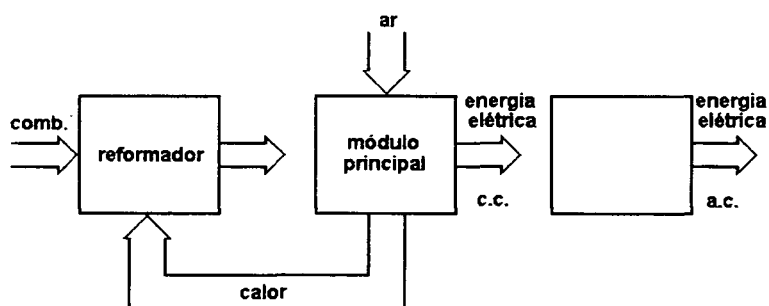 ar
comb.
reformador
módulo
principal
energia
elétrica
c.c.
energia
elétrica
a.c.
calor